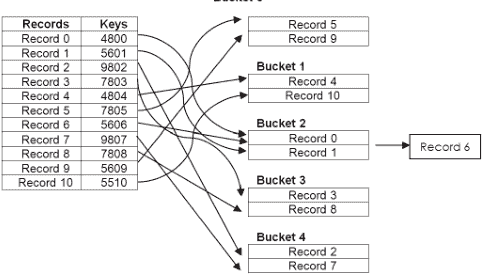 Records Keys
Record 0 4800
Record 1 5601
Record 2 9802
Record 3 7803
Record 4 4804
Record 5 7805
Record 6 5606
Record 7 9807
Record 8 7808
Record 9 5609
Record 10 5510
Record 5
Record 9
Bucket 1
Record 4
Record 10
Bucket 2
Record 0
Record 1
Record 6
Bucket 3
Record 3
Record 8
Bucket 4
Record 2
Record 7